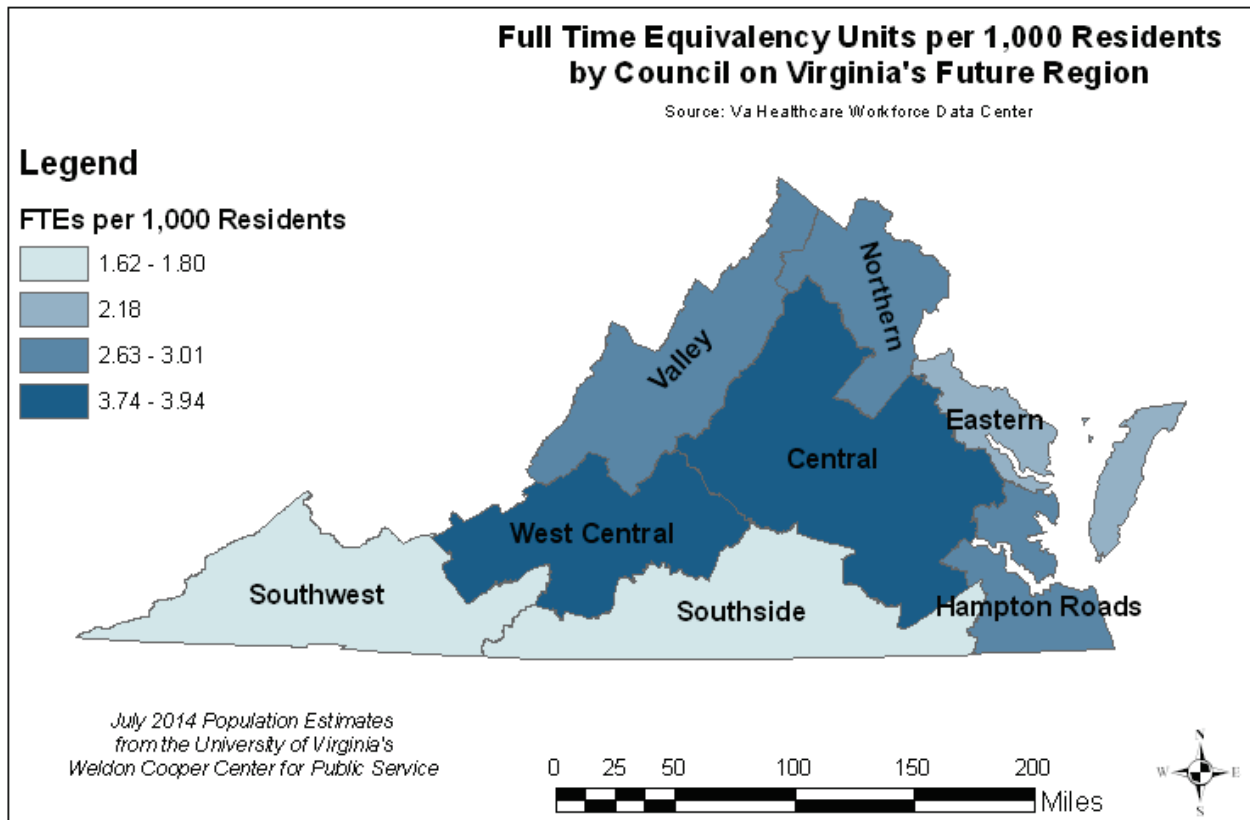 Full Time Equivalency Units per 1,000 Residents
by Council on Virginia's Future Region
Source: Va Healthcare Workforce Data Center
Legend
FTEs per 1,000 Residents
1.62 - 1.80
2.18
2.63 - 3.01
3.74 - 3.94
Northern
Valley
Eastern
Central
West Central
Southwest
Southside
Hampton Roads
July 2014 Population Estimates
from the University of Virginia's
Weldon Cooper Center for Public Service
0 25 50 100 150 200
Miles
N
W E
S